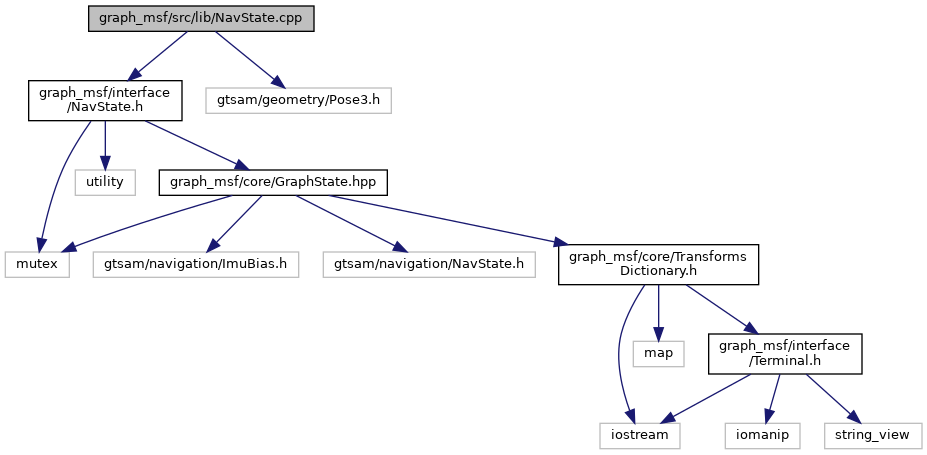 graph_msf/src/lib/NavState.cpp
graph_msf/interface
/NavState.h
gtsam/geometry/Pose3.h
utility
graph_msf/core/GraphState.hpp
mutex
gtsam/navigation/ImuBias.h
gtsam/navigation/NavState.h
graph_msf/core/Transforms
Dictionary.h
map
graph_msf/interface
/Terminal.h
iostream
iomanip
string_view